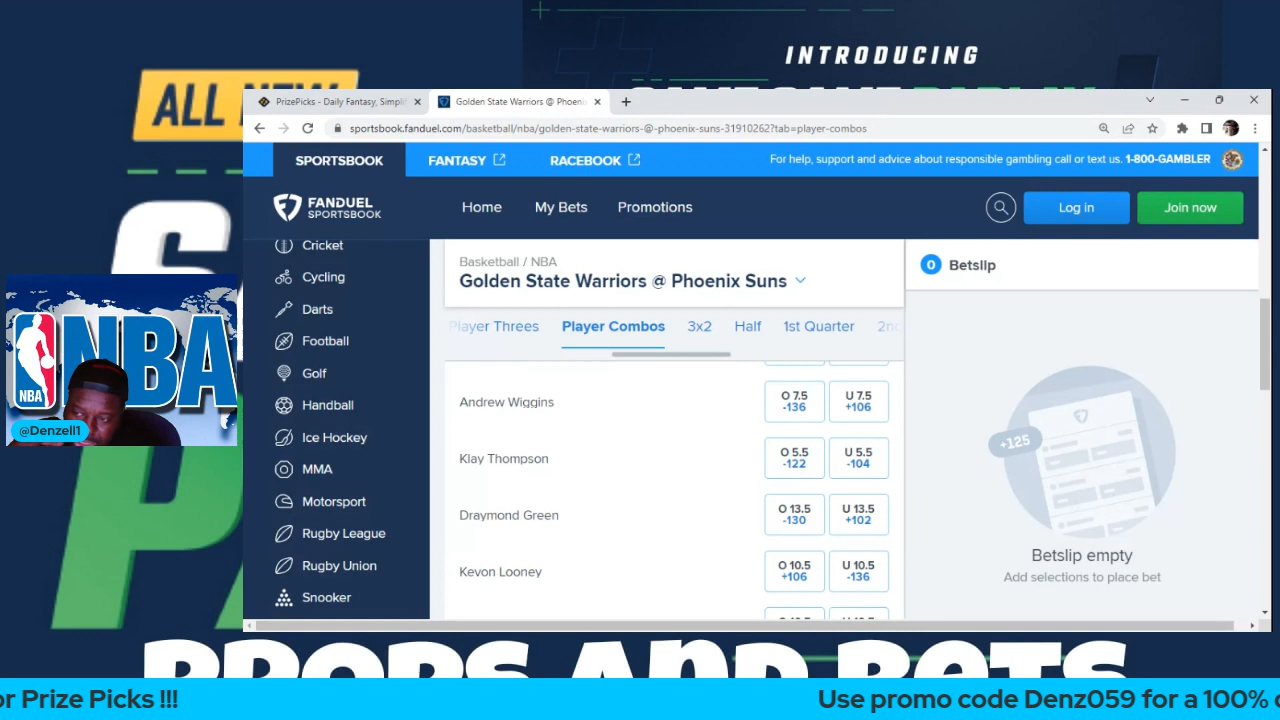 INTRODUCING
ALL NEW
PrizePicks - Daily Fantasy, Simplif
Golden State Warriors @ Phoeni
sportsbook.fanduel.com/basketball/nba/golden-state-warriors-@-phoenix-suns-31910262?tab=player-combos
SPORTSBOOK
FANTASY
RACEBOOK
For help, support and advice about responsible gambling call or text us. 1-800-GAMBLER
FANDUEL
SPORTSBOOK
Home
My Bets
Promotions
Log in
Join now
Cricket
Cycling
Darts
Football
Golf
Handball
Ice Hockey
MMA
Motorsport
Rugby League
Rugby Union
Snooker
Basketball / NBA
Golden State Warriors @ Phoenix Suns
Player Threes
Player Combos
3x2
Half
1st Quarter
2n
Andrew Wiggins
O 7.5
-136
U 7.5
+106
Klay Thompson
O 5.5
-122
U 5.5
-104
Draymond Green
O 13.5
-130
U 13.5
+102
Kevon Looney
O 10.5
+106
U 10.5
-136
0 Betslip
+125
Betslip empty
Add selections to place bet
NBA
NBA
@Denzell1
PROPS AND BETS
or Prize Picks !!!
Use promo code Denz059 for a 100%